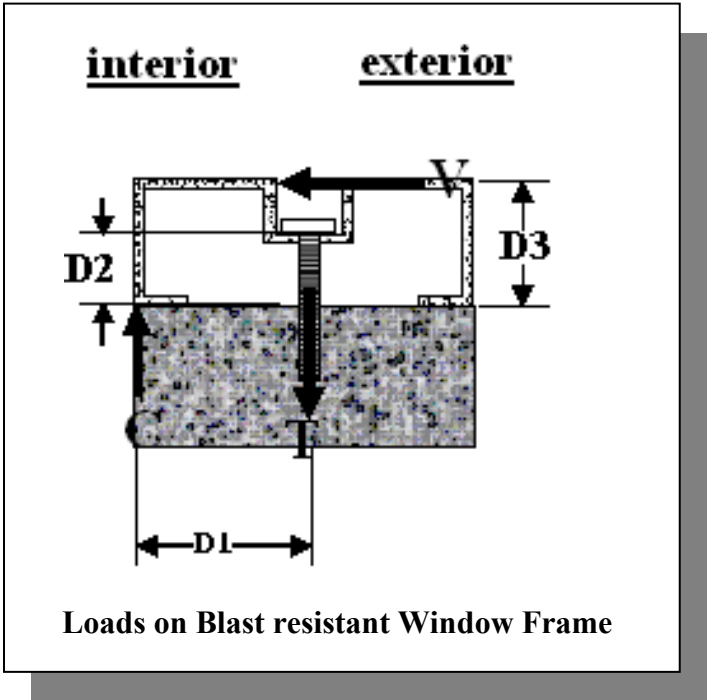 interior exterior
V
D2 D3
C
T
D1
Loads on Blast resistant Window Frame